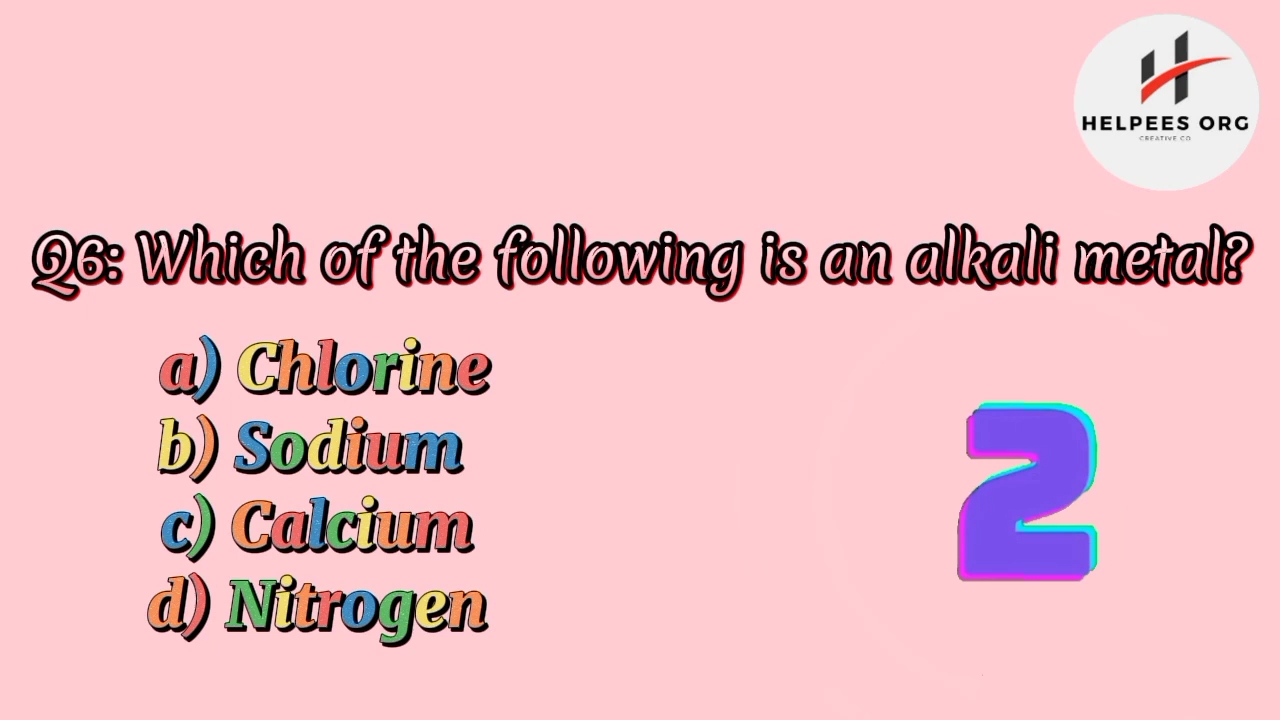 HELPEES ORG
CREATIVE CO.
Q6: Which of the following is an alkali metal?
a) Chlorine
b) Sodium
c) Calcium
d) Nitrogen
2